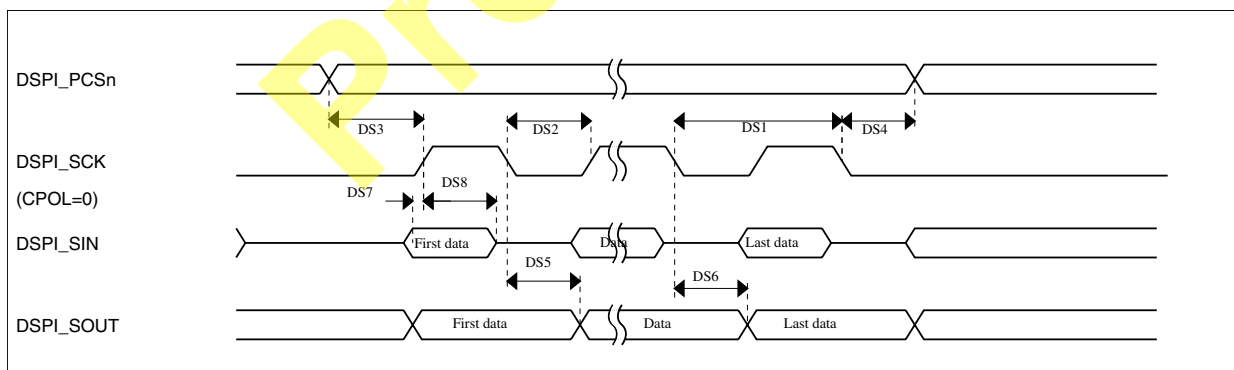 DSPI_PCSn
DS3
DS2
DS1
DS4
DSPI_SCK
(CPOL=0)
DS7
DS8
DSPI_SIN
First data
Data
Last data
DS5
DS6
DSPI_SOUT
First data
Data
Last data
Pre